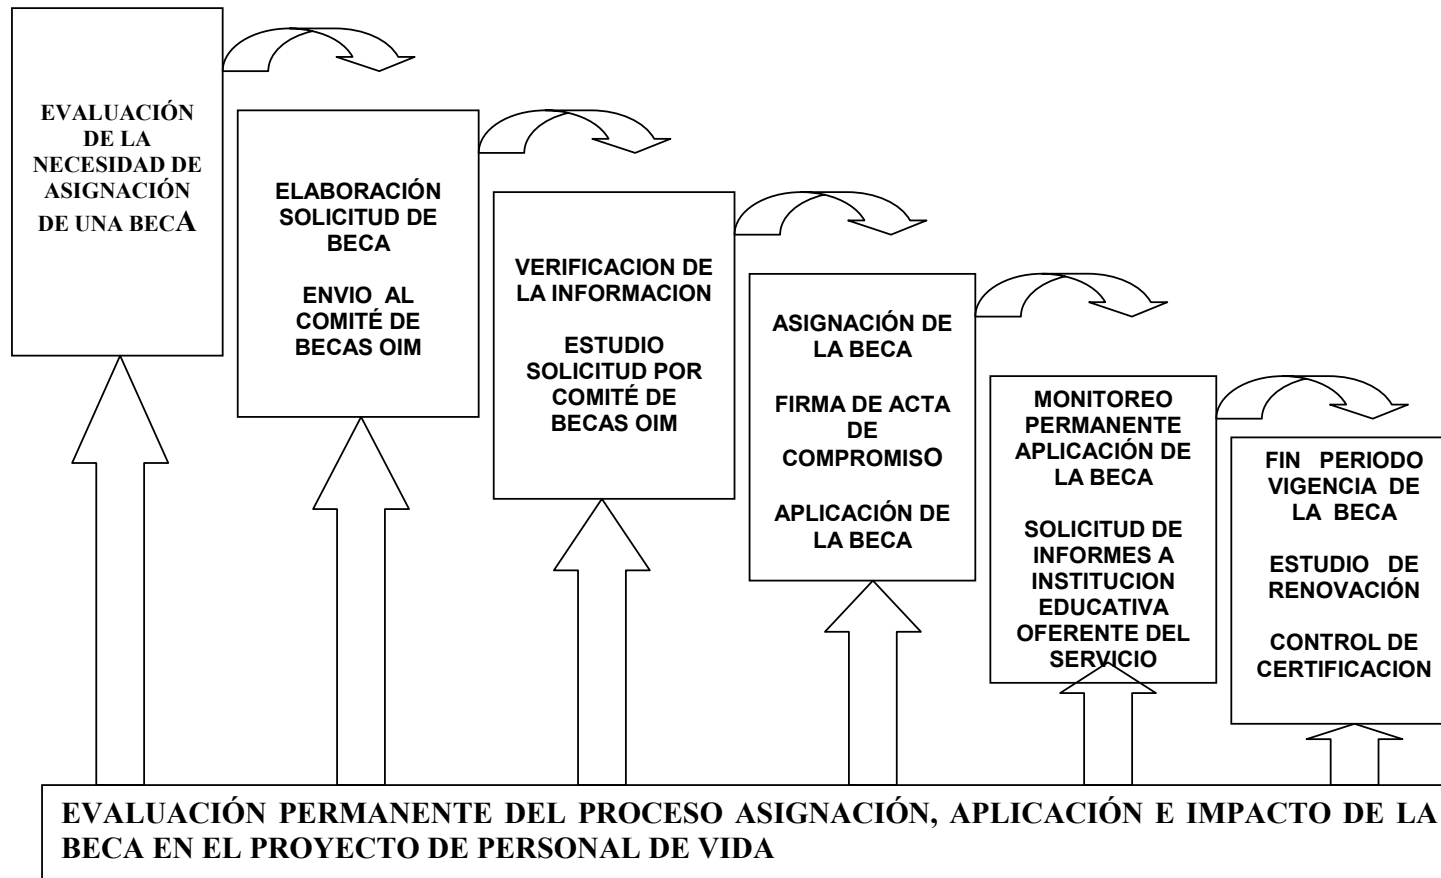 EVALUACIÓN
DE LA
NECESIDAD DE
ASIGNACIÓN
DE UNA BECA
ELABORACIÓN
SOLICITUD DE
BECA
ENVIO AL
COMITÉ DE
BECAS OIM
VERIFICACION DE
LA INFORMACION
ESTUDIO
SOLICITUD POR
COMITÉ DE
BECAS OIM
ASIGNACIÓN DE
LA BECA
FIRMA DE ACTA
DE
COMPROMISO
APLICACIÓN DE
LA BECA
MONITOREO
PERMANENTE
APLICACIÓN DE
LA BECA
SOLICITUD DE
INFORMES A
INSTITUCION
EDUCATIVA
OFERENTE DEL
SERVICIO
FIN PERIODO
VIGENCIA DE
LA BECA
ESTUDIO DE
RENOVACIÓN
CONTROL DE
CERTIFICACION
EVALUACIÓN PERMANENTE DEL PROCESO ASIGNACIÓN, APLICACIÓN E IMPACTO DE LA
BECA EN EL PROYECTO DE PERSONAL DE VIDA